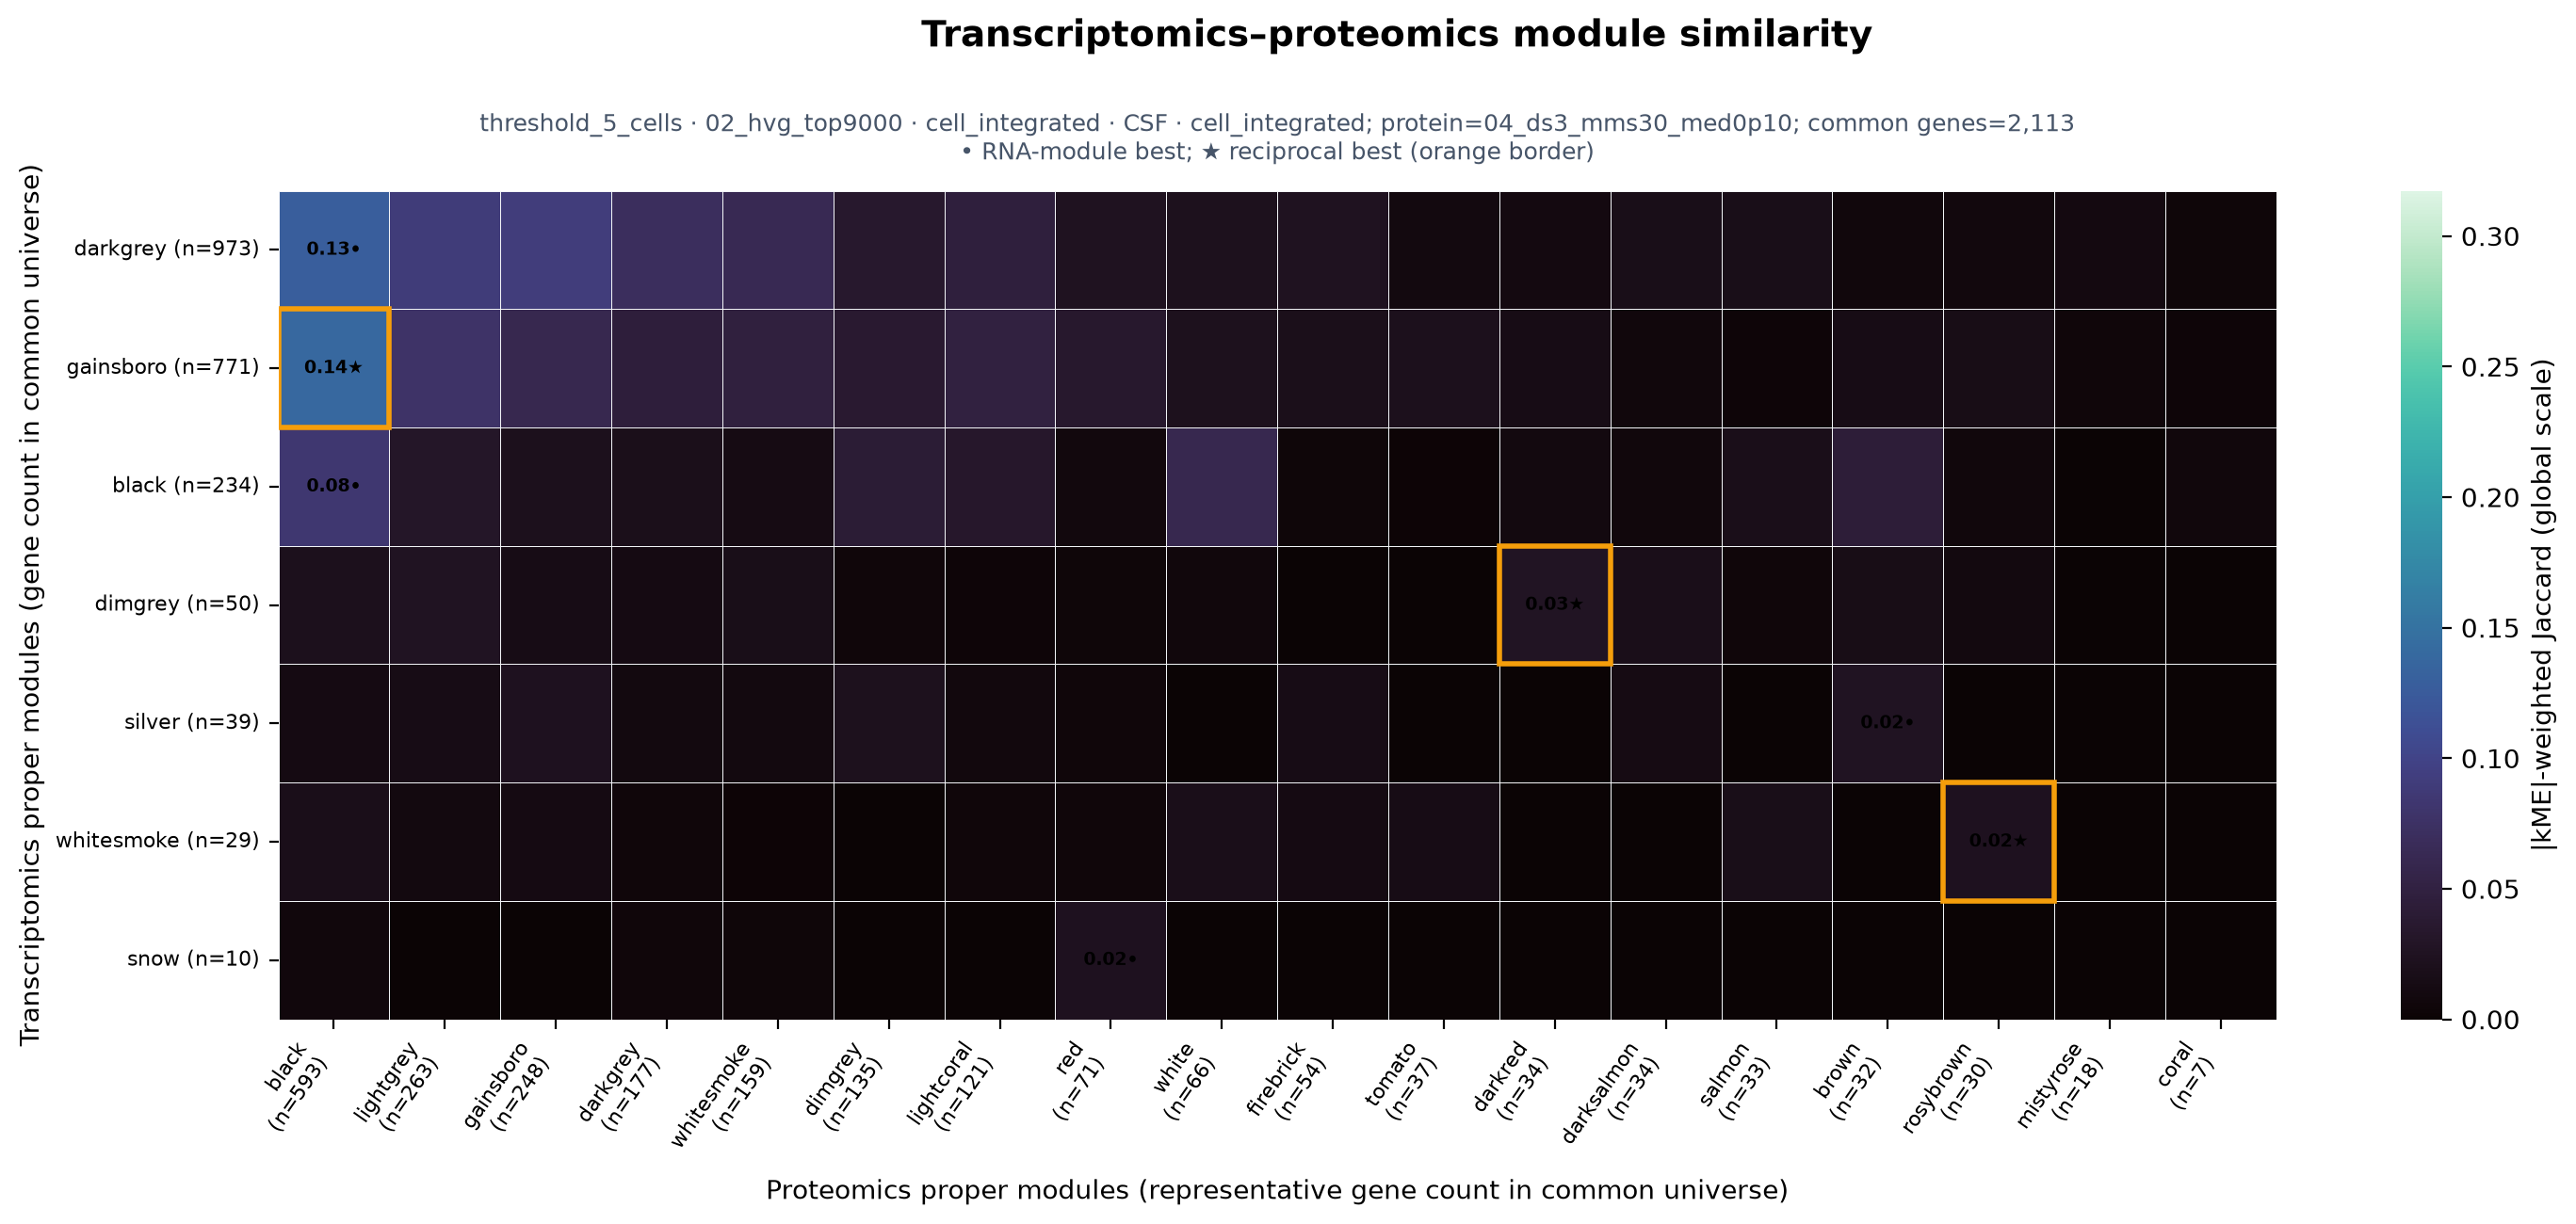 Transcriptomics–proteomics module similarity
threshold_5_cells · 02_hvg_top9000 · cell_integrated · CSF · cell_integrated; protein=04_ds3_mms30_med0p10; common genes=2,113
• RNA-module best; ★ reciprocal best (orange border)
Transcriptomics proper modules (gene count in common universe)
darkgrey (n=973)
gainsboro (n=771)
black (n=234)
dimgrey (n=50)
silver (n=39)
whitesmoke (n=29)
snow (n=10)
0.13•
0.14★
0.08•
0.03★
0.02•
0.02★
0.02•
black
(n=593)
lightgrey
(n=263)
gainsboro
(n=248)
darkgrey
(n=177)
whitesmoke
(n=159)
dimgrey
(n=135)
lightcoral
(n=121)
red
(n=71)
white
(n=66)
firebrick
(n=54)
tomato
(n=37)
darkred
(n=34)
darksalmon
(n=34)
salmon
(n=33)
brown
(n=32)
rosybrown
(n=30)
mistyrose
(n=18)
coral
(n=7)
Proteomics proper modules (representative gene count in common universe)
0.30
0.25
0.20
0.15
0.10
0.05
0.00
|kME|-weighted Jaccard (global scale)